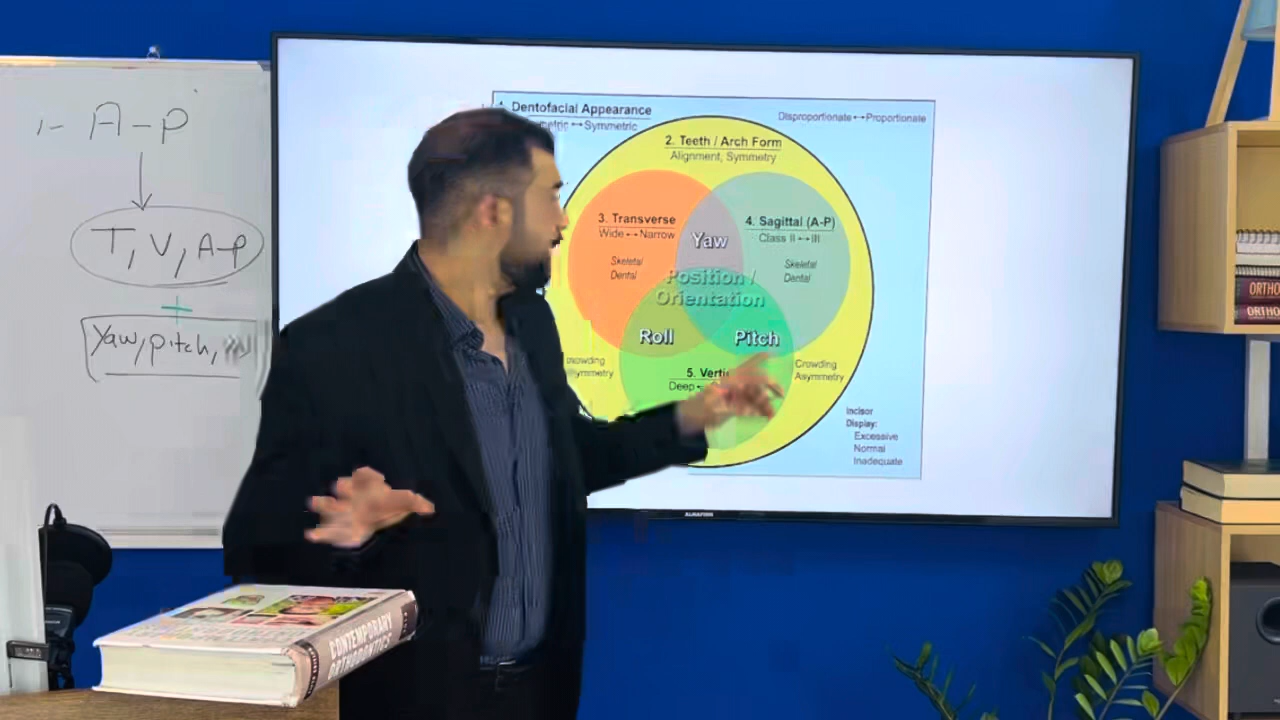 1- A-P
T, V, A-P
+
Yaw, pitch,
1. Dentofacial Appearance
Symmetric
Disproportionate↔Proportionate
2. Teeth / Arch Form
Alignment, Symmetry
3. Transverse
Wide↔Narrow
Skeletal
Dental
Yaw
4. Sagittal (A-P)
Class II↔III
Skeletal
Dental
Position /
Orientation
Roll
Pitch
5.
Deep
Crowding
Asymmetry
Incisor
Display:
Excessive
Normal
Inadequate
CONTEMPORARY
ORTHODONTICS
ORTHO
ORTHO